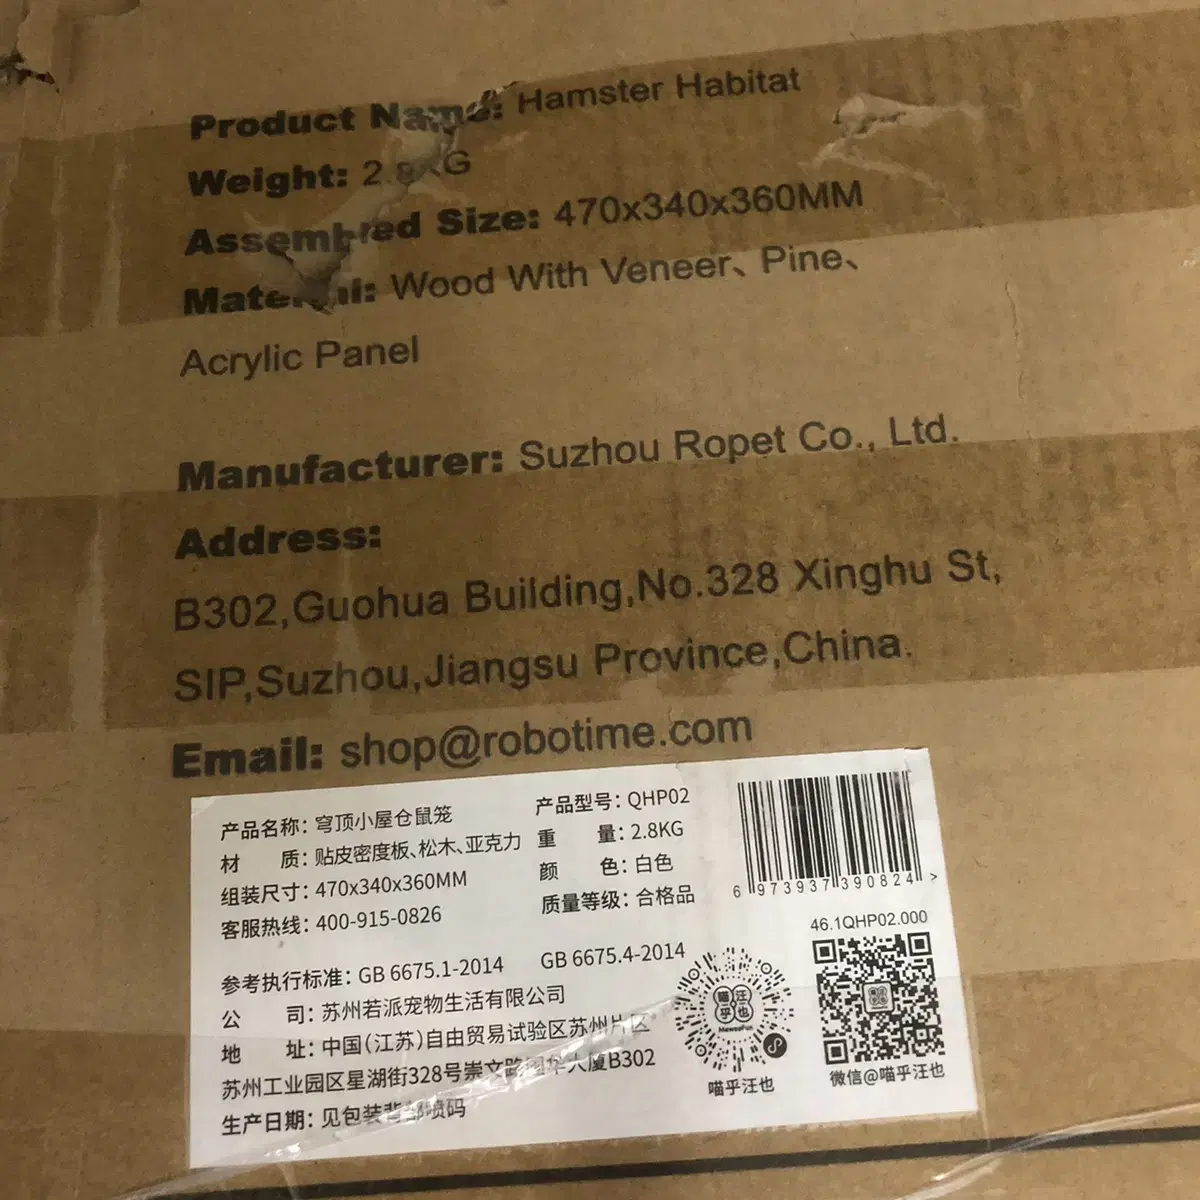 Product Name: Hamster Habitat
Weight: 2.8KG
Assembled Size: 470x340x360MM
Material: Wood With Veneer、Pine、
Acrylic Panel
Manufacturer: Suzhou Ropet Co., Ltd.
Address:
B302,Guohua Building,No.328 Xinghu St,
SIP,Suzhou,Jiangsu Province,China.
Email: shop@robotime.com
产品名称：穹顶小屋仓鼠笼
材 质：贴皮密度板、松木、亚克力
组装尺寸：470x340x360MM
客服热线：400-915-0826
产品型号：QHP02
重 量：2.8KG
颜 色：白色
质量等级：合格品
6 973937 390824 >
46.1QHP02.000
参考执行标准：GB 6675.1-2014 GB 6675.4-2014
公 司：苏州若派宠物生活有限公司
地 址：中国（江苏）自由贸易试验区苏州片区
苏州工业园区星湖街328号崇文路国华大厦B302
生产日期：见包装背部喷码
喵汪
乎也
MewooFun
喵乎汪也
微信@喵乎汪也